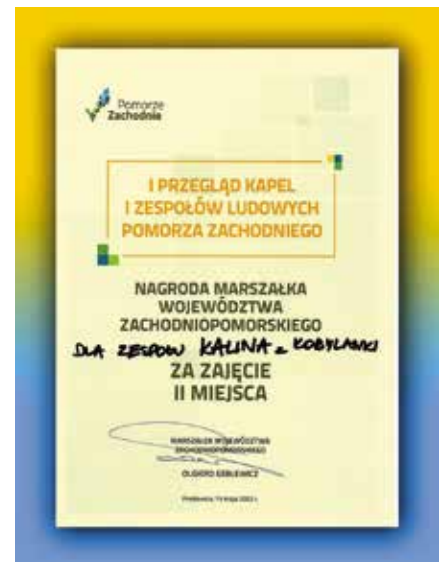 Pomorze
Zachodnie
I PRZEGLĄD KAPEL
I ZESPOŁÓW LUDOWYCH
POMORZA ZACHODNIEGO
NAGRODA MARSZAŁKA
WOJEWÓDZTWA
ZACHODNIOPOMORSKIEGO
DLA ZESPOŁU KALINA z KOBYLANKI
ZA ZAJĘCIE
II MIEJSCA
MARSZAŁEK WOJEWÓDZTWA
ZACHODNIOPOMORSKIEGO
OLGIERD GEBLEWICZ
maja